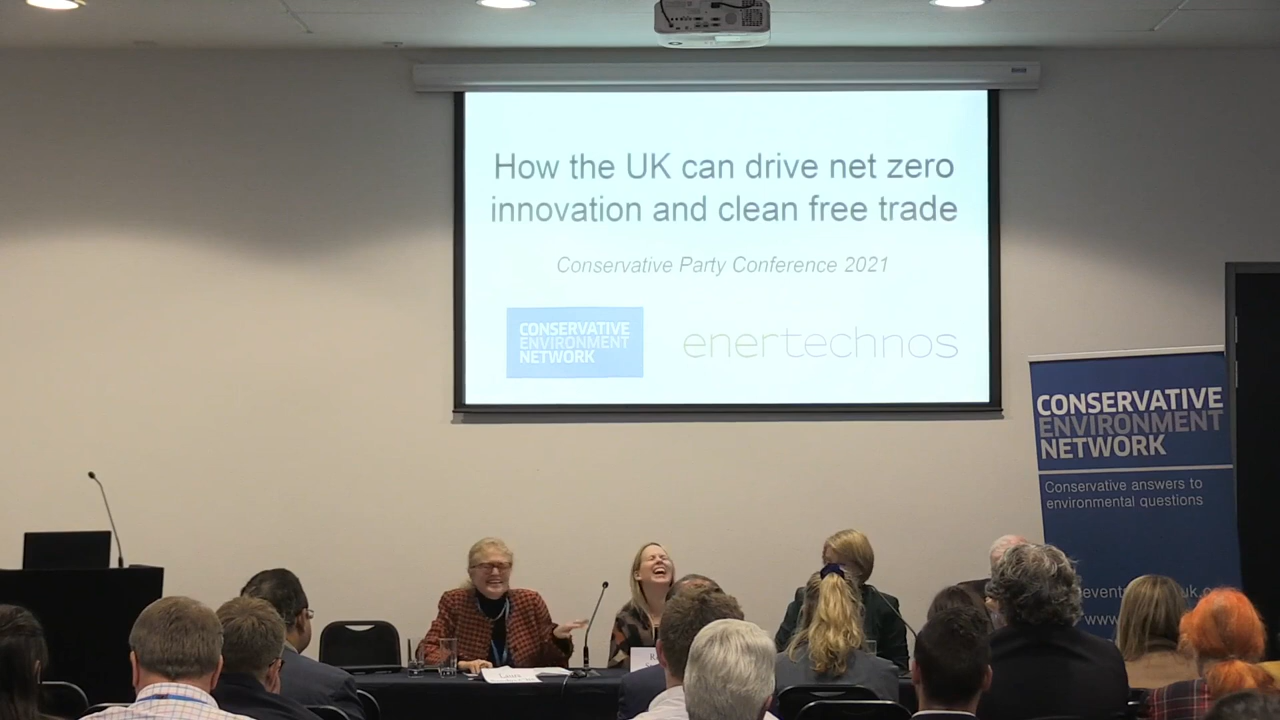 How the UK can drive net zero
innovation and clean free trade
Conservative Party Conference 2021
CONSERVATIVE
ENVIRONMENT
NETWORK
enertechnos
CONSERVATIVE
ENVIRONMENT
NETWORK
Conservative answers to
environmental questions